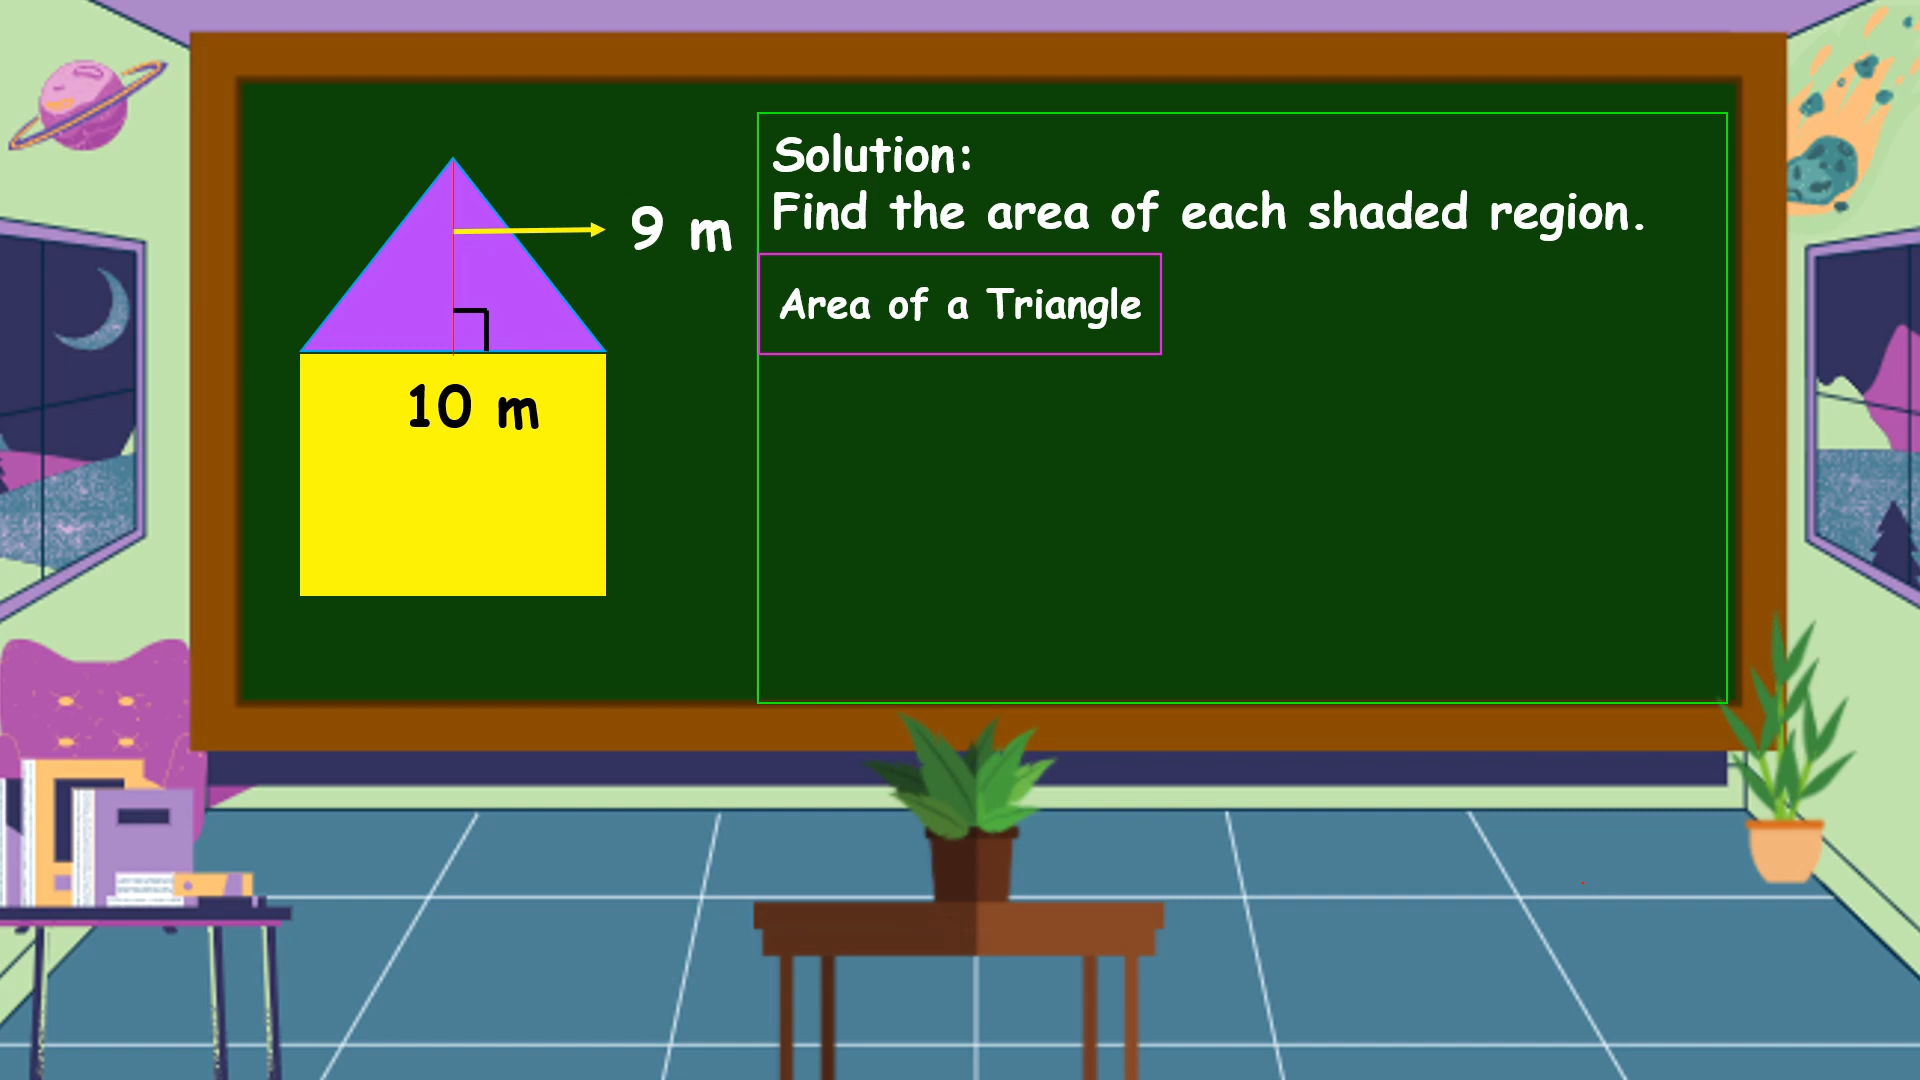 Solution:
Find the area of each shaded region.
9 m
Area of a Triangle
10 m